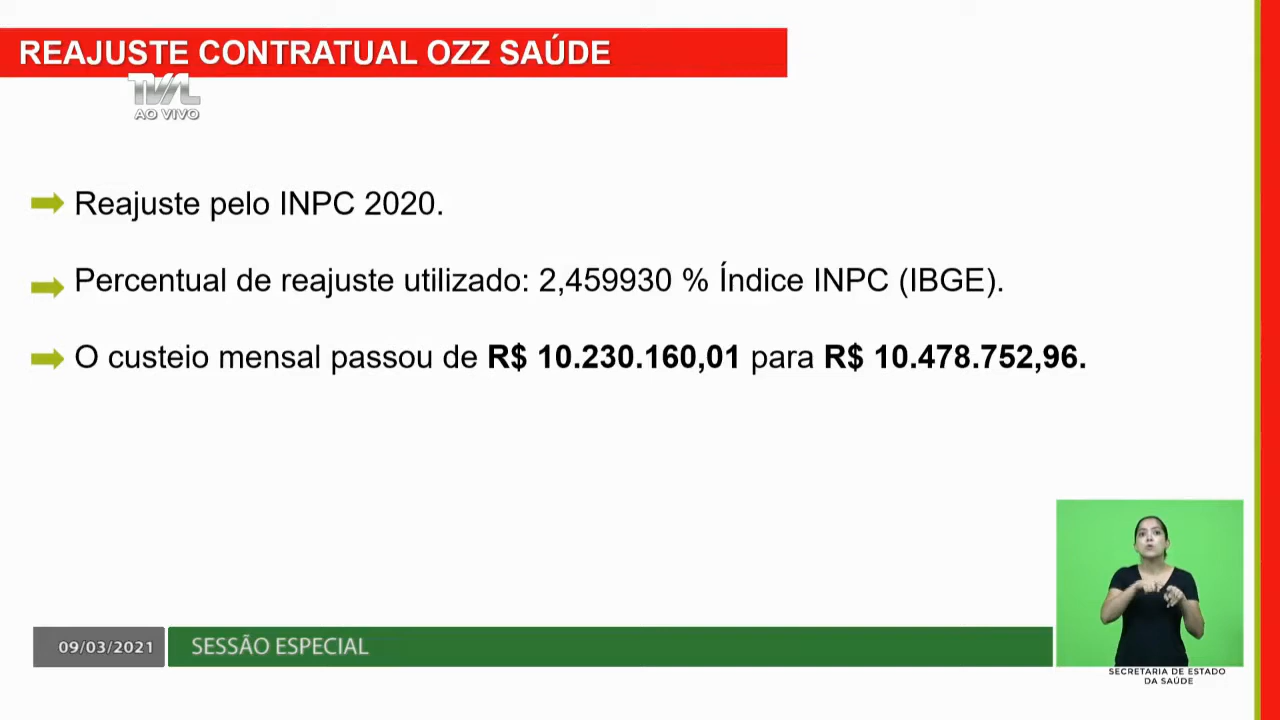 REAJUSTE CONTRATUAL OZZ SAÚDE
TVAL
AO VIVO
Reajuste pelo INPC 2020.
Percentual de reajuste utilizado: 2,459930 % Índice INPC (IBGE).
O custeio mensal passou de R$ 10.230.160,01 para R$ 10.478.752,96.
09/03/2021
SESSÃO ESPECIAL
SECRETARIA DE ESTADO
DA SAÚDE